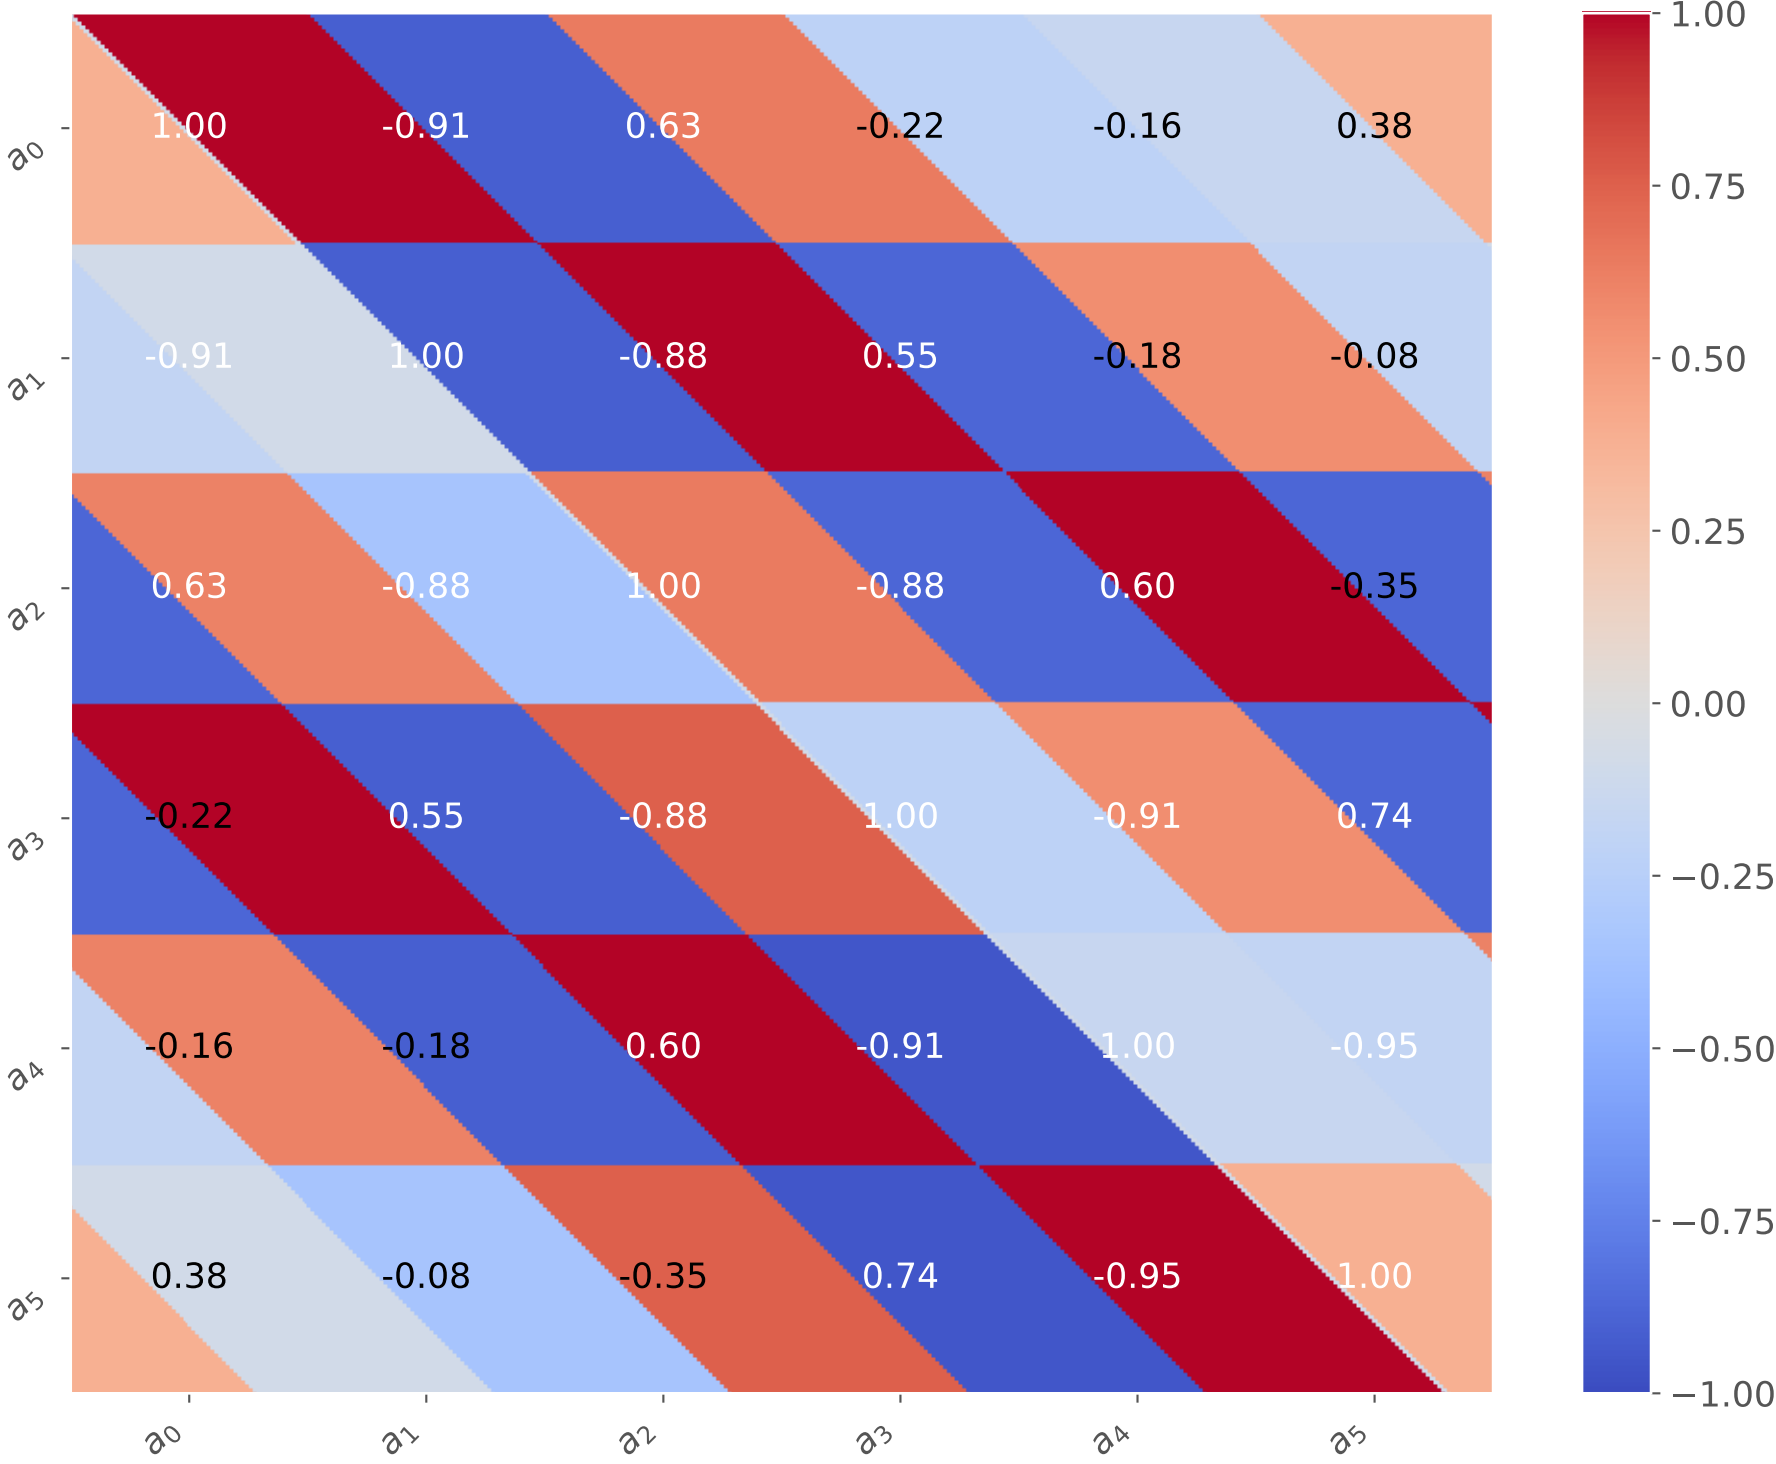 1.00
a0 1.00 -0.91 0.63 -0.22 -0.16 0.38
0.75
a1 -0.91 1.00 -0.88 0.55 -0.18 -0.08
0.50
0.25
a2 0.63 -0.88 1.00 -0.88 0.60 -0.35
0.00
a3 -0.22 0.55 -0.88 1.00 -0.91 0.74
−0.25
a4 -0.16 -0.18 0.60 -0.91 1.00 -0.95
−0.50
−0.75
a5 0.38 -0.08 -0.35 0.74 -0.95 1.00
−1.00
a0 a1 a2 a3 a4 a5